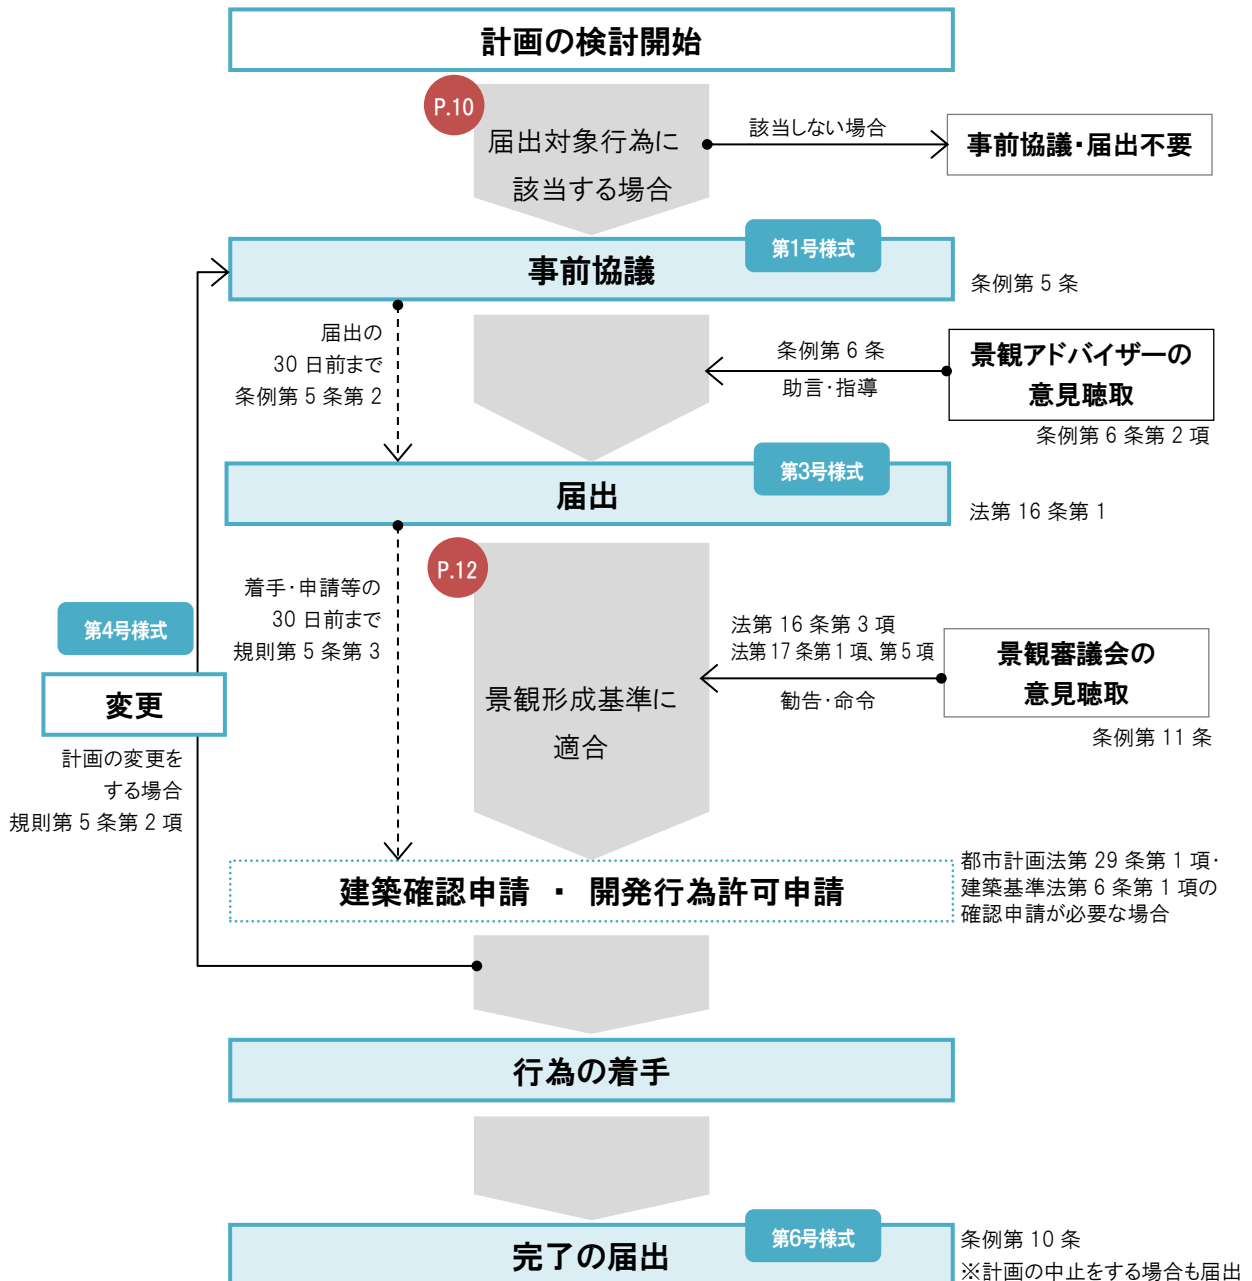 計画の検討開始
P.10
届出対象行為に
該当する場合
該当しない場合
事前協議・届出不要
第1号様式
事前協議
条例第 5 条
届出の
30 日前まで
条例第 5 条第 2
条例第 6 条
助言・指導
景観アドバイザーの
意見聴取
条例第 6 条第 2 項
第3号様式
届出
法第 16 条第 1
P.12
着手・申請等の
30 日前まで
規則第 5 条第 3
法第 16 条第 3 項
法第 17 条第 1 項、第 5 項
勧告・命令
景観審議会の
意見聴取
条例第 11 条
景観形成基準に
適合
第4号様式
変更
計画の変更を
する場合
規則第 5 条第 2 項
建築確認申請 ・ 開発行為許可申請
都市計画法第 29 条第 1 項・
建築基準法第 6 条第 1 項の
確認申請が必要な場合
行為の着手
第6号様式
完了の届出
条例第 10 条
※計画の中止をする場合も届出